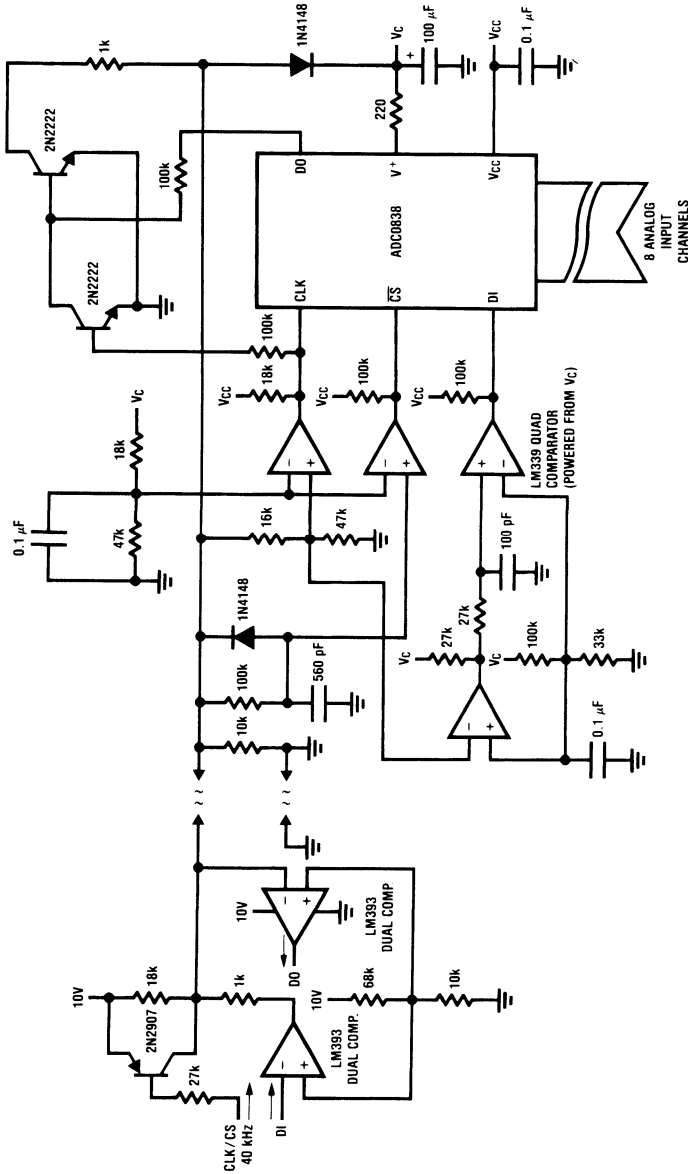 CLK/CS
40 kHz
DI
27k
2N2907
10V
18k
1k
−
+
LM393
DUAL COMP.
DO
10V
−
+
LM393
DUAL COMP.
10V
68k
10k
~ ~
~ ~
10k
100k
560 pF
1N4148
0.1 µF
47k
18k
VC
16k
47k
−
+
−
+
0.1 µF
VC
27k
27k
VC
100k
33k
100 pF
−
+
+
−
LM339 QUAD
COMPARATOR
(POWERED FROM VC)
VCC
18k
100k
VCC
100k
VCC
100k
2N2222
2N2222
100k
1k
CLK
CS
DI
ADC0838
DO
V+
VCC
8 ANALOG
INPUT
CHANNELS
1N4148
220
VC
+
100 µF
VCC
0.1 µF